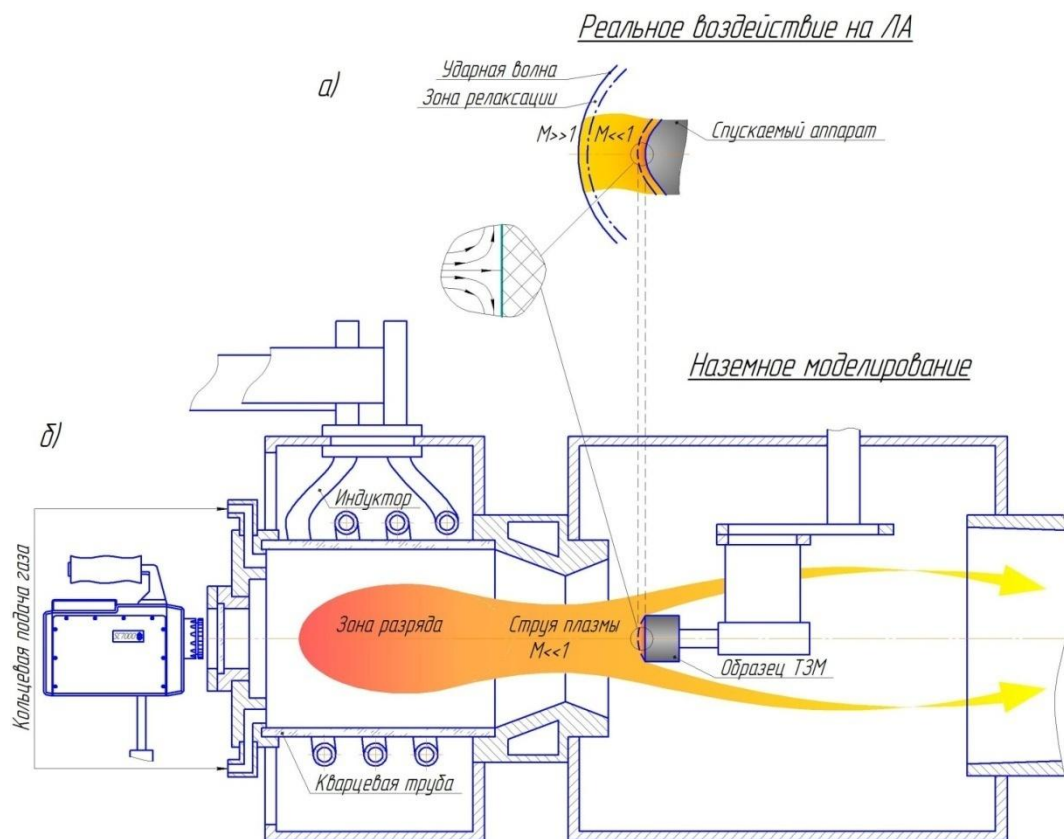 Реальное воздействие на ЛА
а)
Ударная волна
Зона релаксации
М>>1
М<<1
Спускаемый аппарат
Наземное моделирование
б)
Индуктор
Кольцевая подача газа
Зона разряда
Струя плазмы
М<<1
Образец ТЗМ
Кварцевая труба